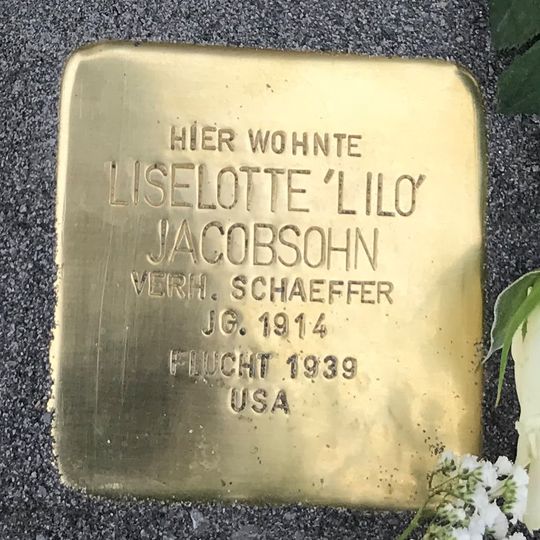 HIER WOHNTE
LISELOTTE 'LILO'
JACOBSOHN
VERH. SCHAEFFER
JG. 1914
FLUCHT 1939
USA